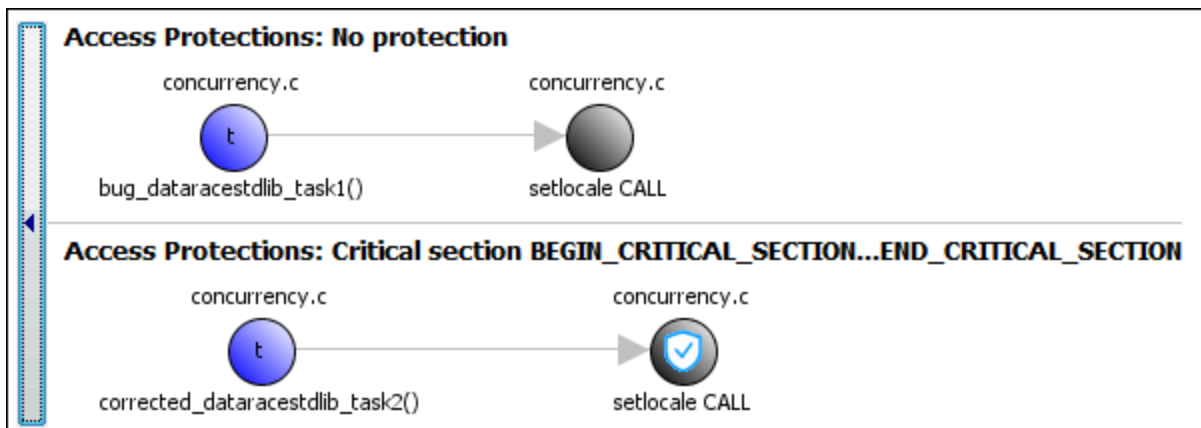 Access Protections: No protection
concurrency.c concurrency.c
t
bug_dataracestdlib_task1() setlocale CALL
Access Protections: Critical section BEGIN_CRITICAL_SECTION...END_CRITICAL_SECTION
concurrency.c concurrency.c
t
corrected_dataracestdlib_task2() setlocale CALL